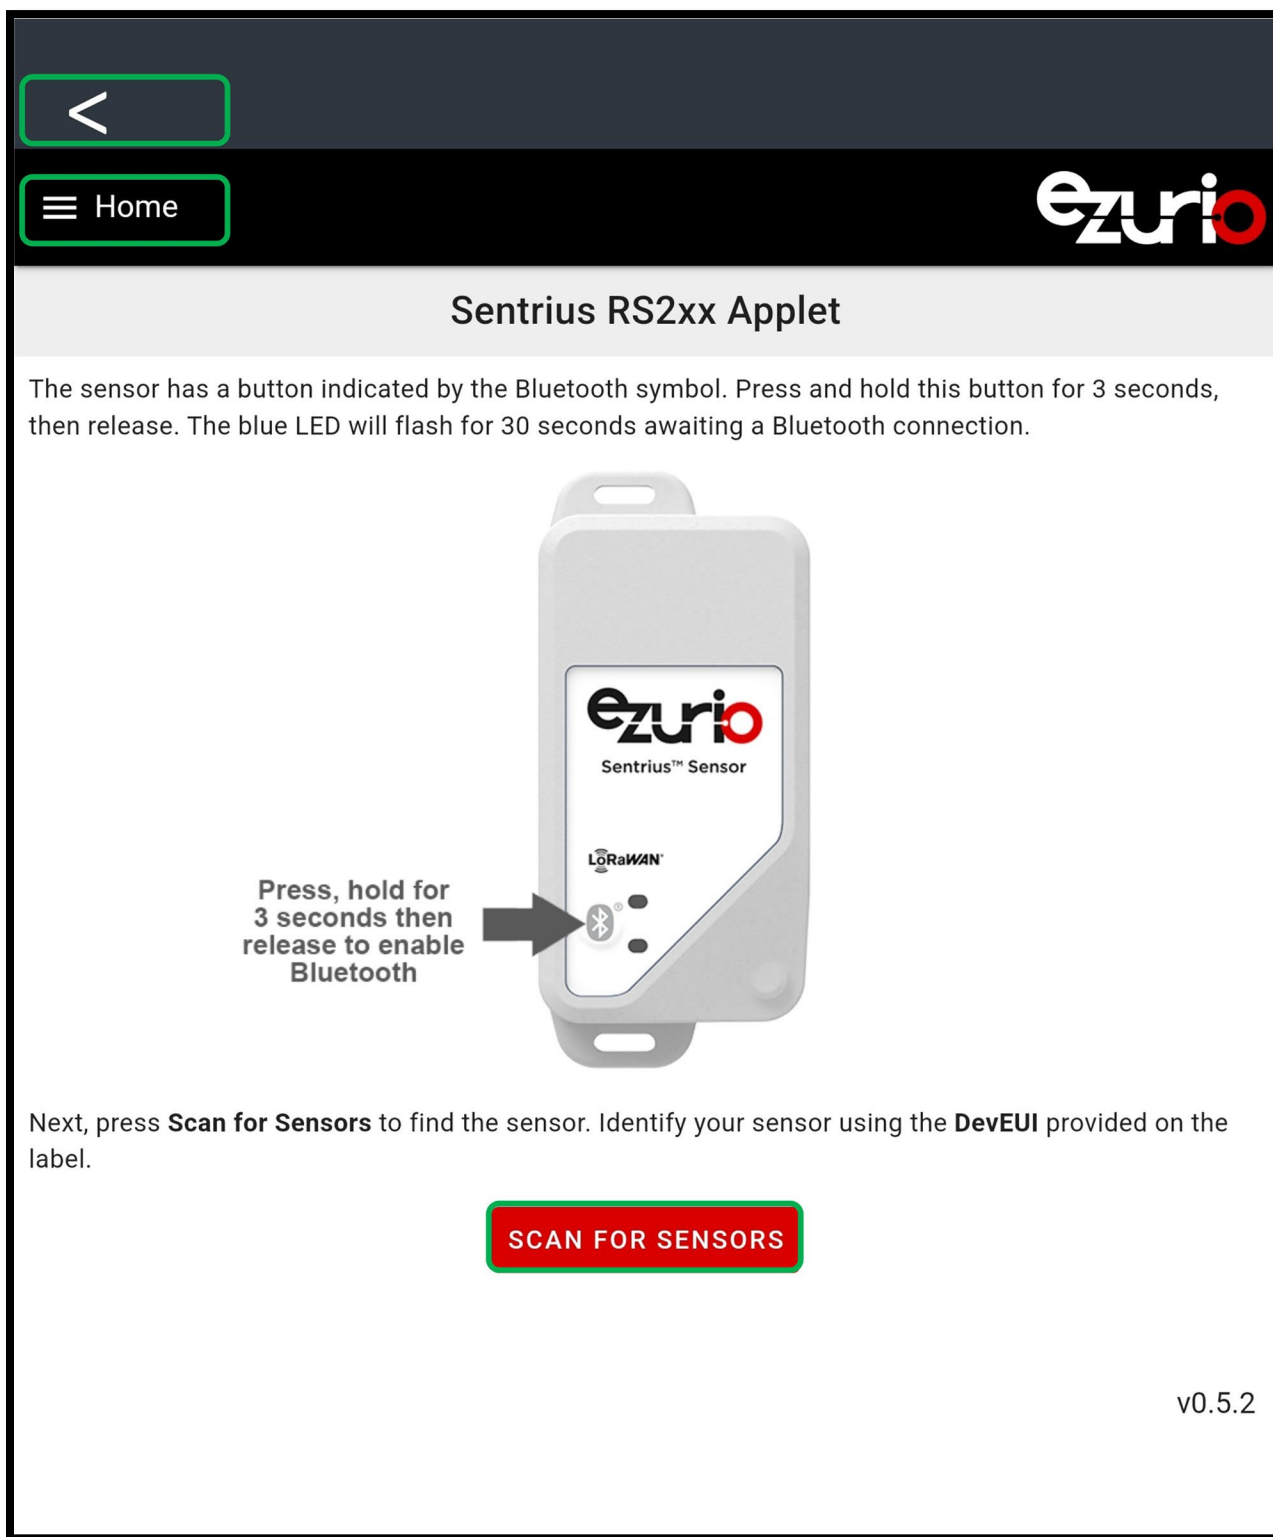 <
Home
ezurio
Sentrius RS2xx Applet
The sensor has a button indicated by the Bluetooth symbol. Press and hold this button for 3 seconds,
then release. The blue LED will flash for 30 seconds awaiting a Bluetooth connection.
ezurio
Sentrius™ Sensor
LoRaWAN®
Press, hold for
3 seconds then
release to enable
Bluetooth
®
Next, press Scan for Sensors to find the sensor. Identify your sensor using the DevEUI provided on the
label.
SCAN FOR SENSORS
v0.5.2